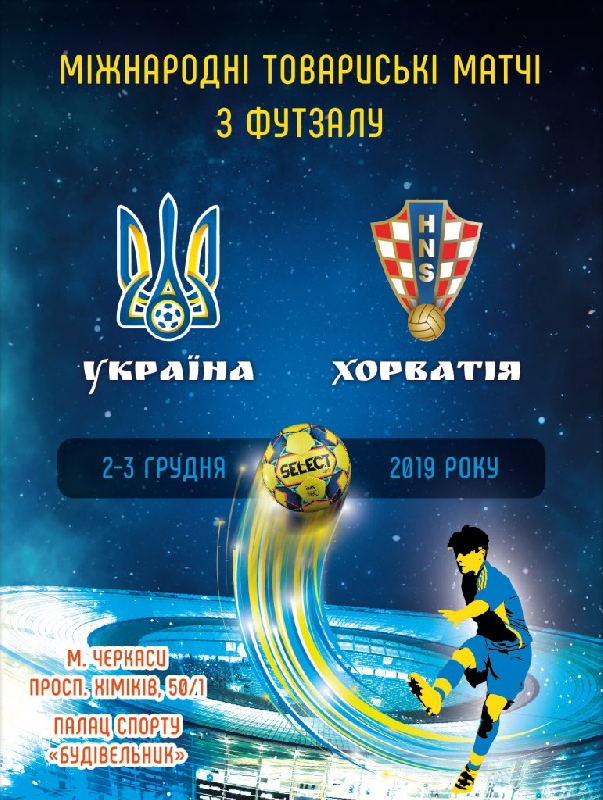 МІЖНАРОДНІ ТОВАРИСЬКІ МАТЧІ
З ФУТЗАЛУ
HNS
УКРАЇНА
ХОРВАТІЯ
2-3 ГРУДНЯ
2019 РОКУ
SELECT
М. ЧЕРКАСИ
ПРОСП. ХІМІКІВ, 50/1
ПАЛАЦ СПОРТУ
«БУДІВЕЛЬНИК»